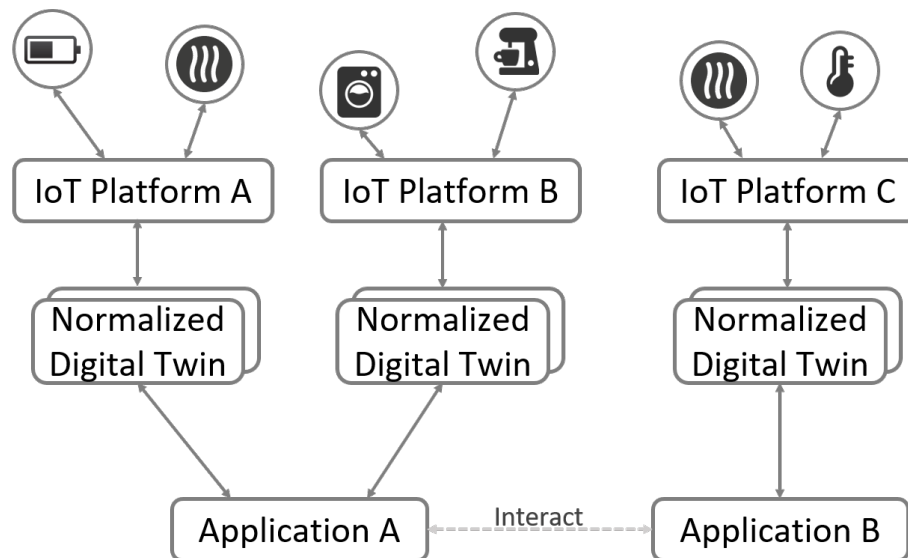 IoT Platform A
IoT Platform B
IoT Platform C
Normalized
Digital Twin
Normalized
Digital Twin
Normalized
Digital Twin
Application A
Interact
Application B